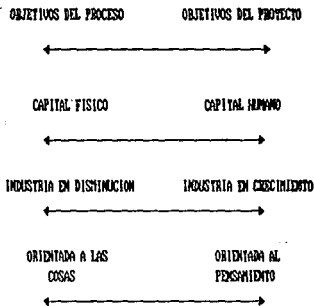 OBJETIVOS DEL PROCESO OBJETIVOS DEL PROYECTO
CAPITAL FISICO CAPITAL HUMANO
INDUSTRIA EN DISMINUCION INDUSTRIA EN CRECIMIENTO
ORIENTADA A LAS ORIENTADA AL
COSAS PENSAMIENTO